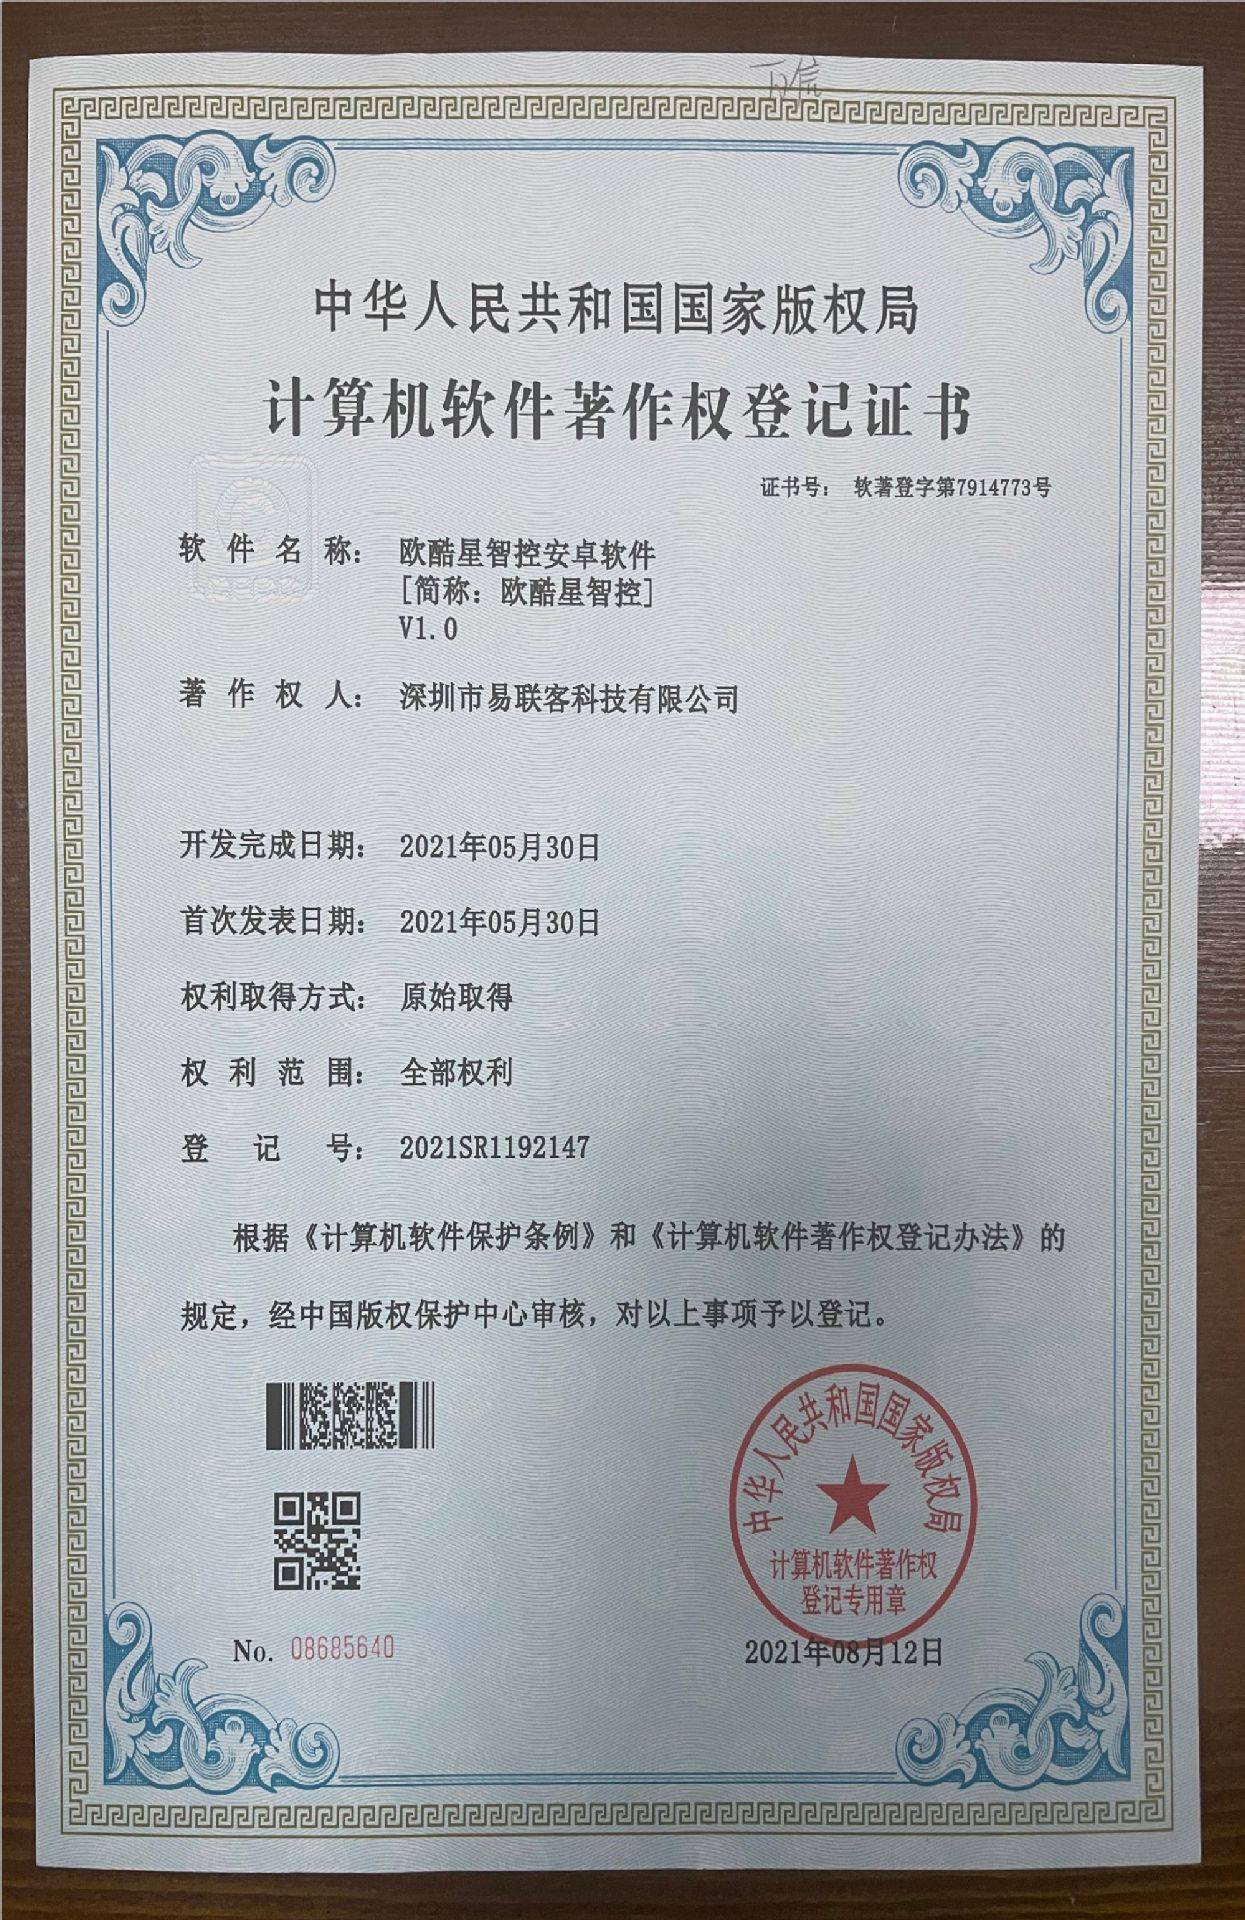 中华人民共和国国家版权局
计算机软件著作权登记证书
证书号： 软著登字第7914773号
软件名称： 欧酷星智控安卓软件
[简称：欧酷星智控]
V1.0
著作权人： 深圳市易联客科技有限公司
开发完成日期： 2021年05月30日
首次发表日期： 2021年05月30日
权利取得方式： 原始取得
权利范围： 全部权利
登记号： 2021SR1192147
根据《计算机软件保护条例》和《计算机软件著作权登记办法》的
规定，经中国版权保护中心审核，对以上事项予以登记。
中华人民共和国国家版权局
计算机软件著作权
登记专用章
No. 08685640
2021年08月12日